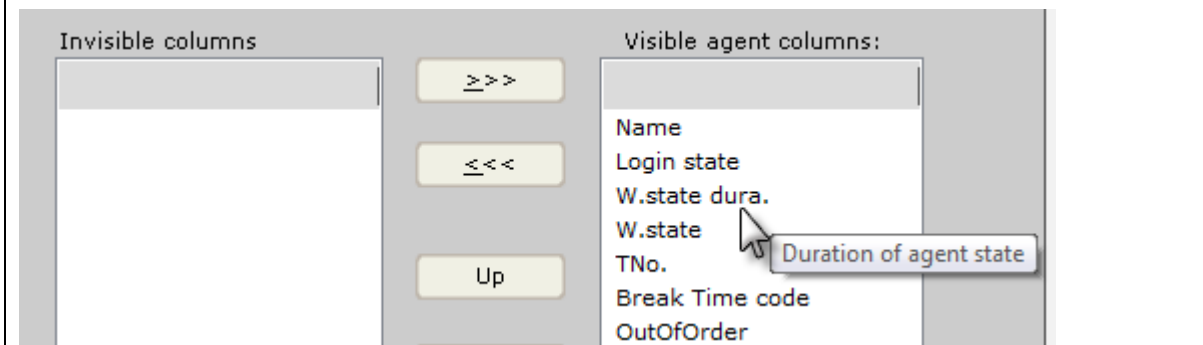 Invisible columns
Visible agent columns:
>>>
<<<
Up
Name
Login state
W.state dura.
W.state
TNo.
Break Time code
OutOfOrder
Duration of agent state